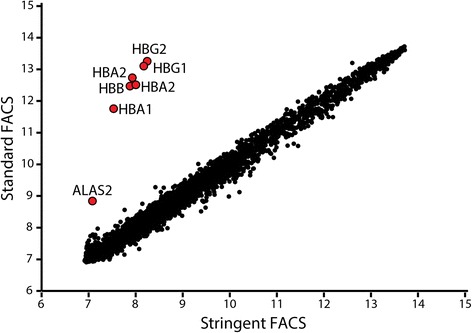 15
14
HBG2
13
HBA2 HBG1
HBB HBA2
12
HBA1
11
10
ALAS2
9
8
7
6
6 7 8 9 10 11 12 13 14 15
Standard FACS
Stringent FACS